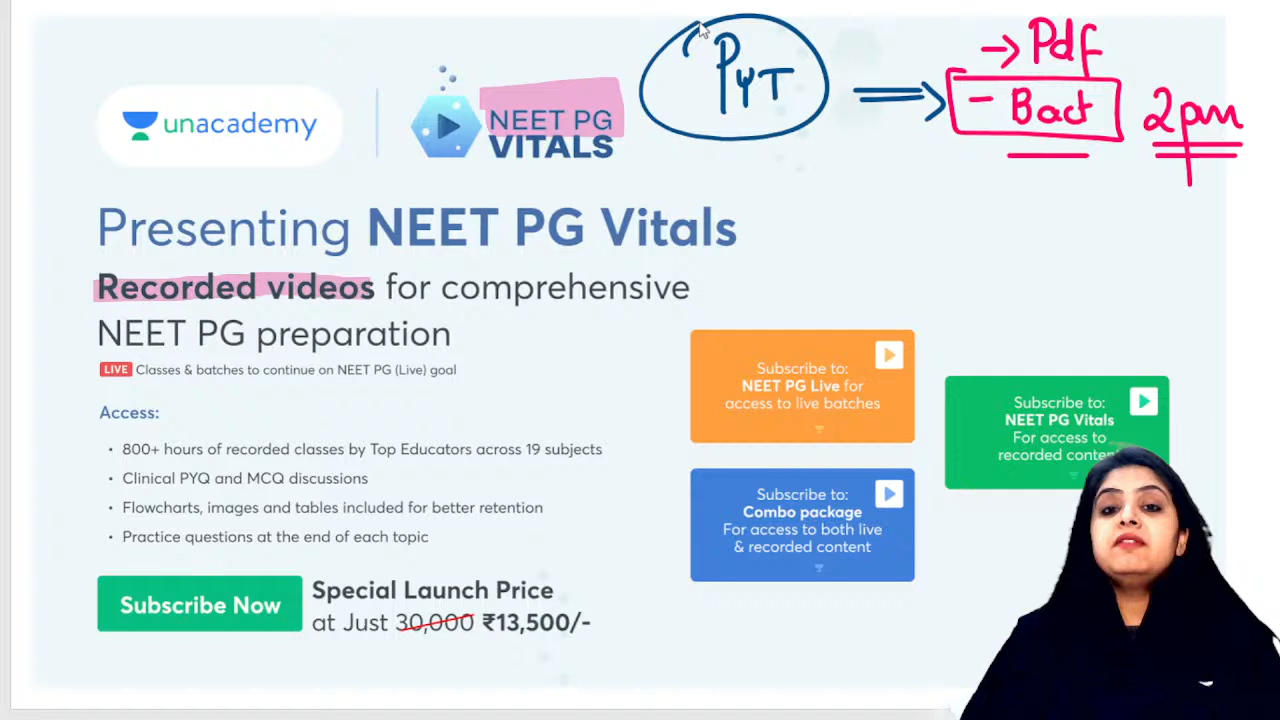 PYT
→ Pdf
- Bact
2pm
unacademy
NEET PG
VITALS
Presenting NEET PG Vitals
Recorded videos for comprehensive
NEET PG preparation
LIVE Classes & batches to continue on NEET PG (Live) goal
Access:
• 800+ hours of recorded classes by Top Educators across 19 subjects
• Clinical PYQ and MCQ discussions
• Flowcharts, images and tables included for better retention
• Practice questions at the end of each topic
Subscribe Now
Special Launch Price
at Just 30,000 ₹13,500/-
Subscribe to:
NEET PG Live for
access to live batches
Subscribe to:
Combo package
For access to both live
& recorded content
Subscribe to:
NEET PG Vitals
For access to
recorded content